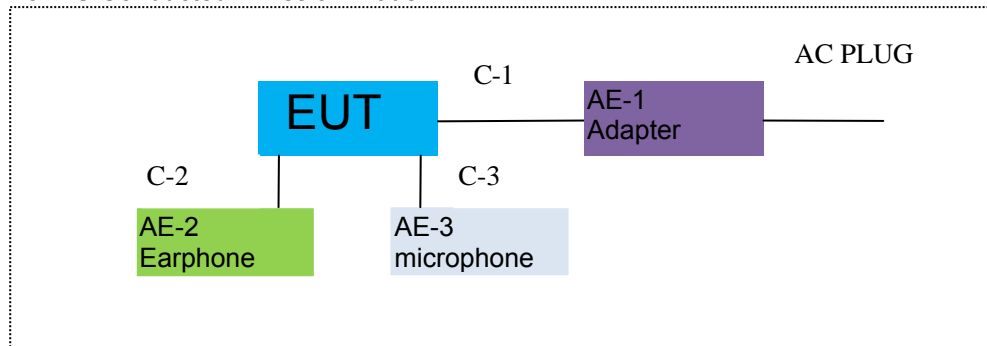 AC PLUG
C-1
EUT
AE-1
Adapter
C-2
C-3
AE-2
Earphone
AE-3
microphone